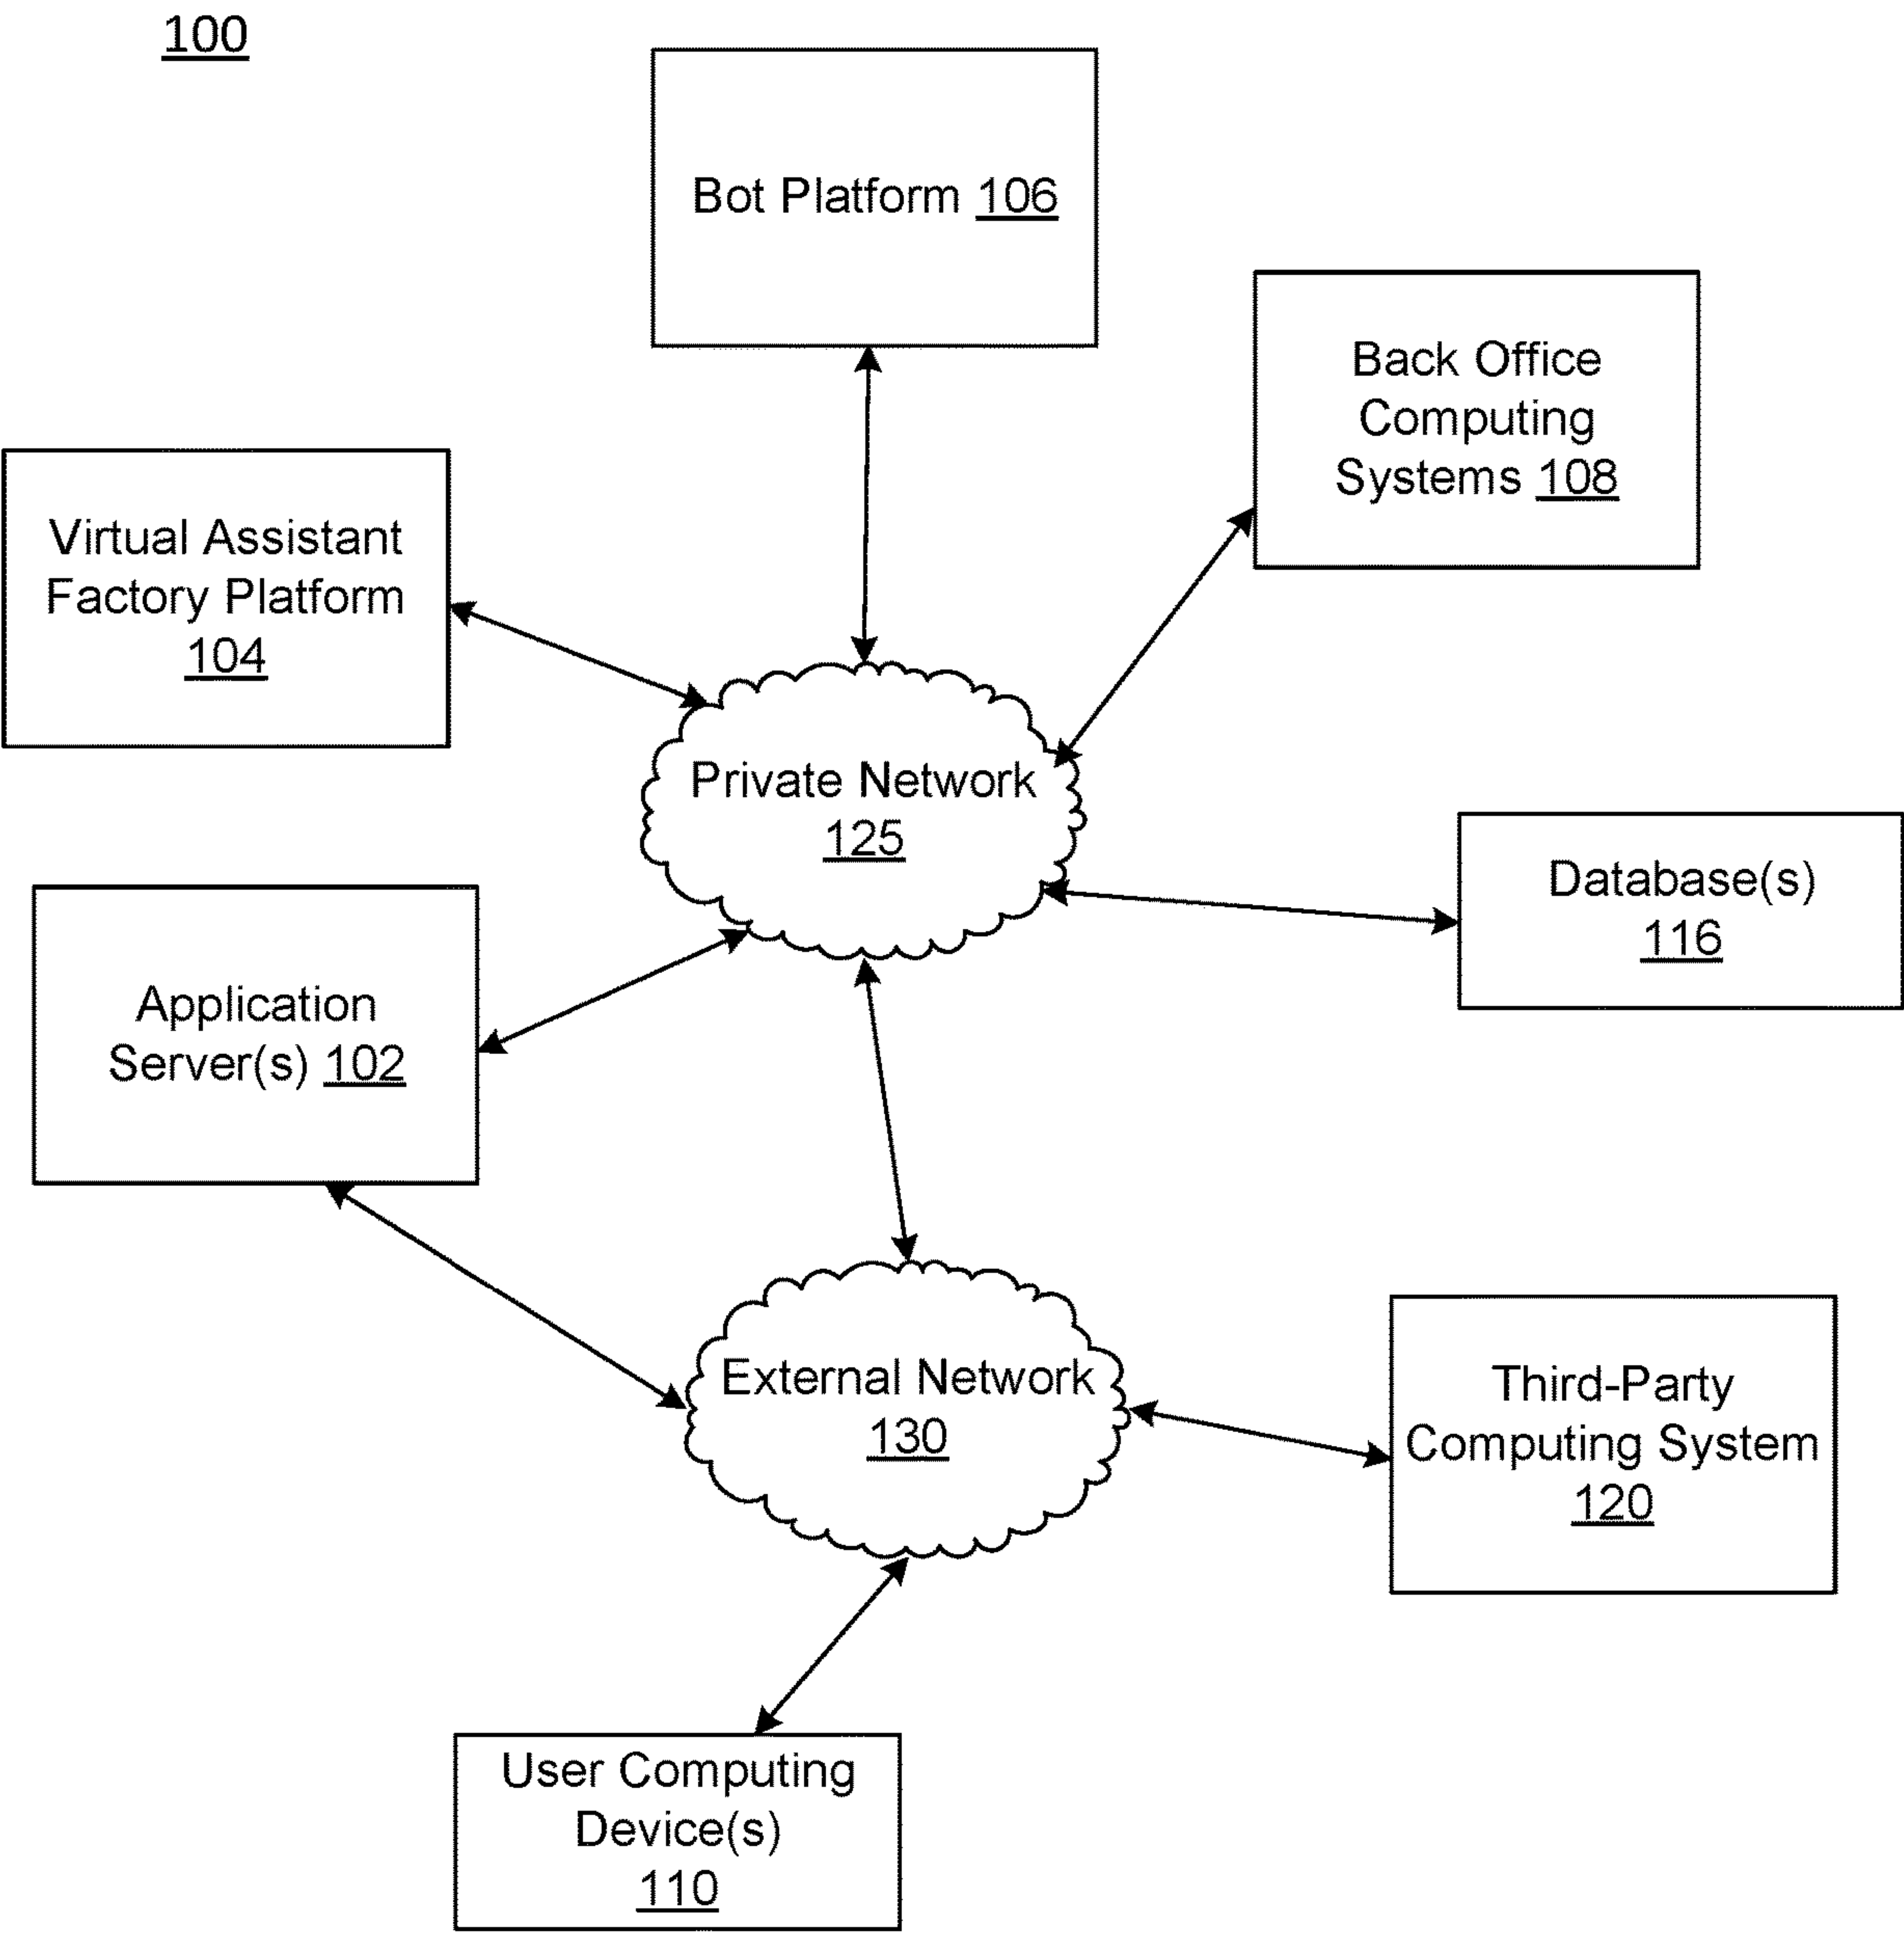 100
Bot Platform 106
Back Office
Computing
Systems 108
Virtual Assistant
Factory Platform
104
Private Network
125
Database(s)
116
Application
Server(s) 102
External Network
130
Third-Party
Computing System
120
User Computing
Device(s)
110